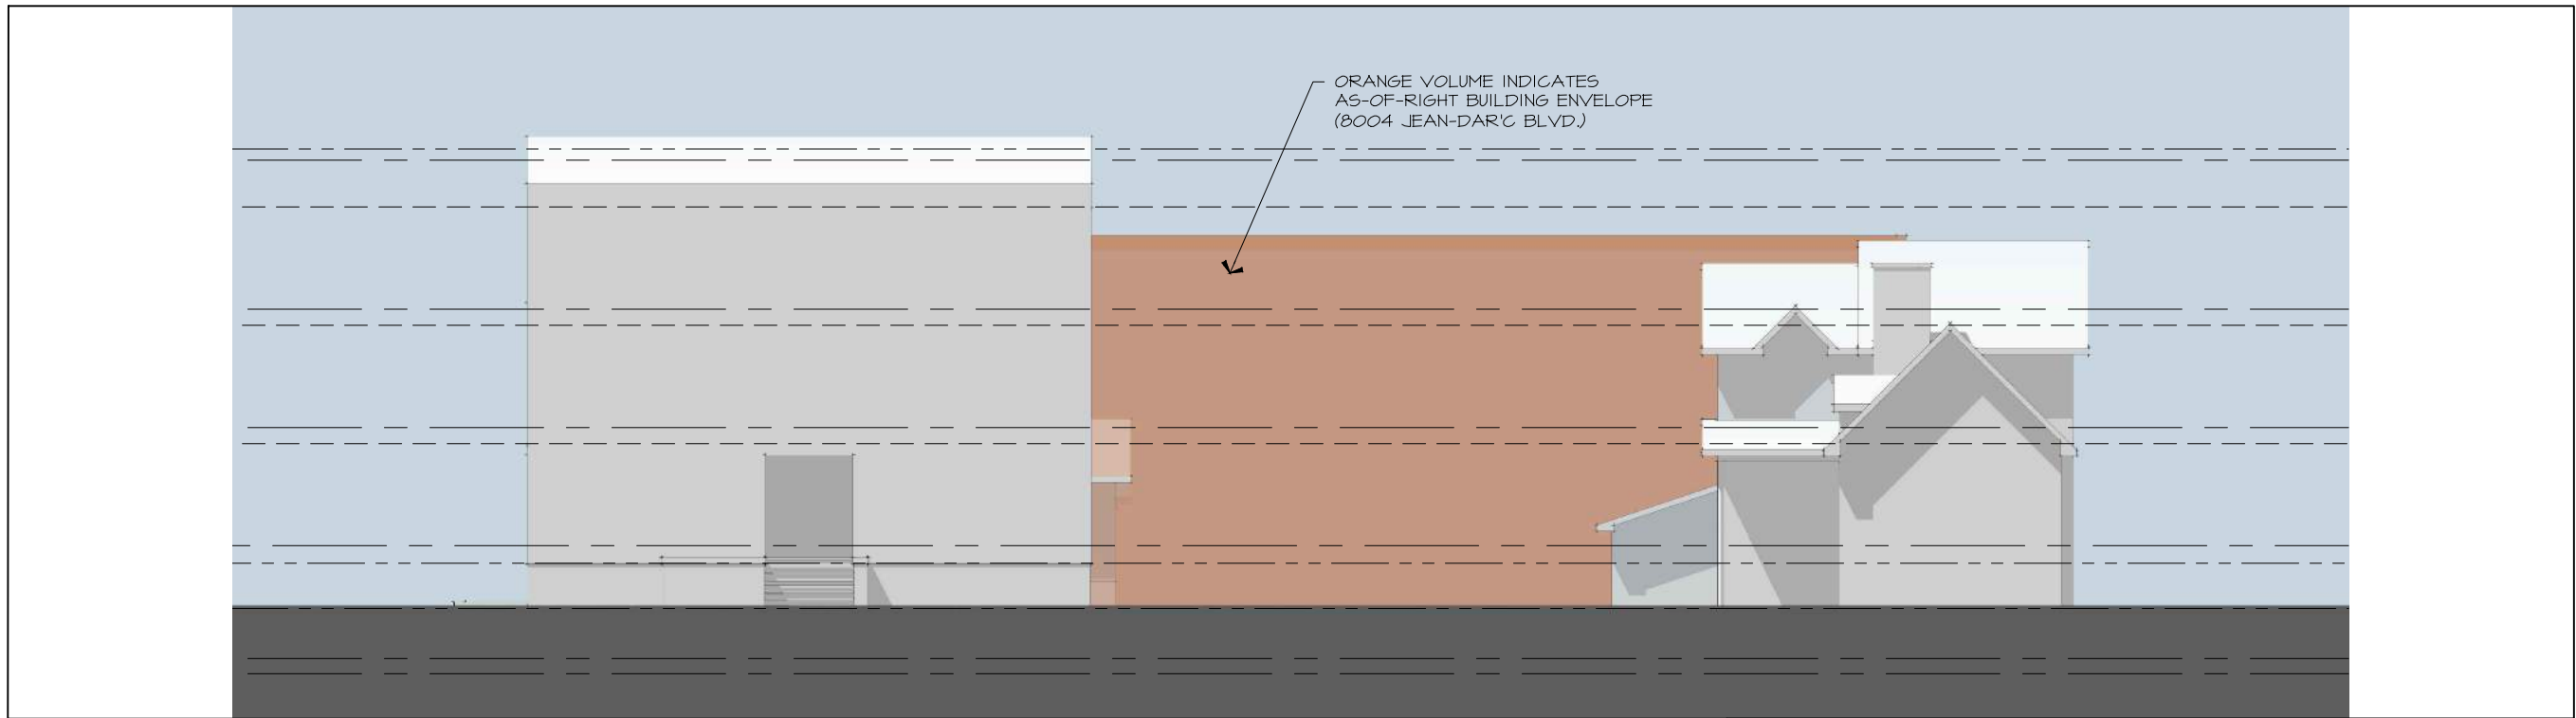 ORANGE VOLUME INDICATES
AS-OF-RIGHT BUILDING ENVELOPE
(8004 JEAN-DAR'C BLVD.)